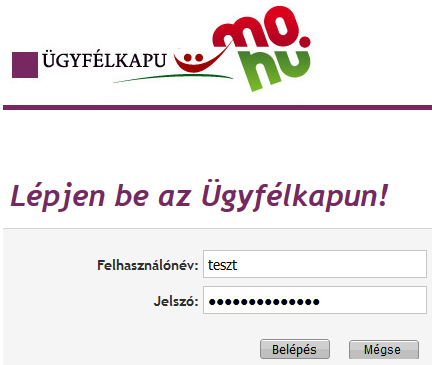 ÜGYFÉLKAPU
mo.
hu
Lépjen be az Ügyfélkapun!
Felhasználónév: teszt
Jelszó: ●●●●●●●●●●●●●●
Belépés Mégse